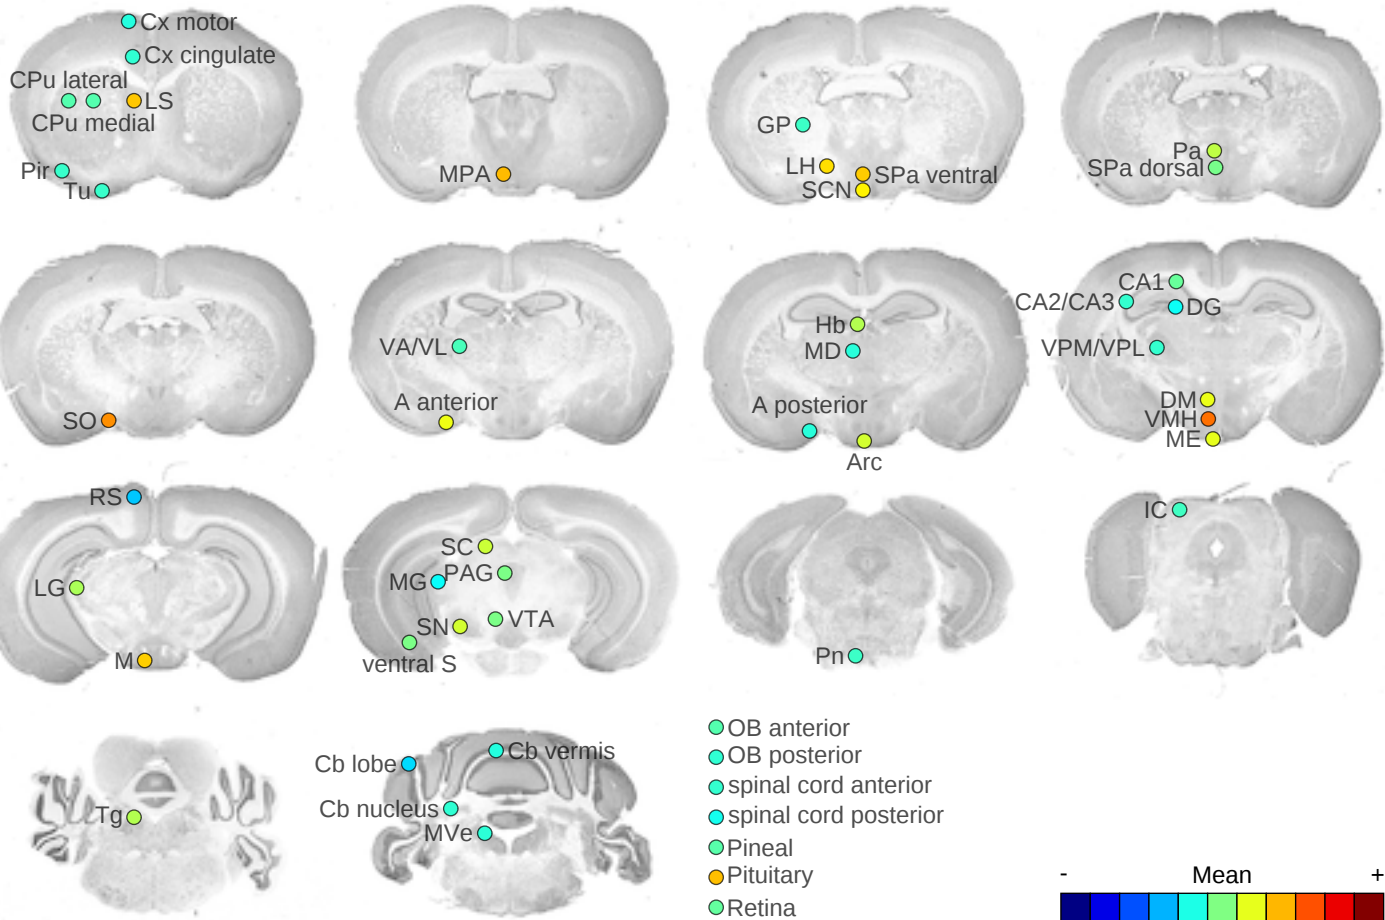 Cx motor
Cx cingulate
CPu lateral
LS
CPu medial
Pir
Tu
MPA
GP
LH
SPa ventral
SCN
Pa
SPa dorsal
SO
VA/VL
A anterior
Hb
MD
A posterior
Arc
CA1
CA2/CA3
DG
VPM/VPL
DM
VMH
ME
RS
LG
M
SC
MG
PAG
SN
VTA
ventral S
Pn
IC
Tg
Cb lobe
Cb vermis
Cb nucleus
MVe
OB anterior
OB posterior
spinal cord anterior
spinal cord posterior
Pineal
Pituitary
Retina
- Mean +